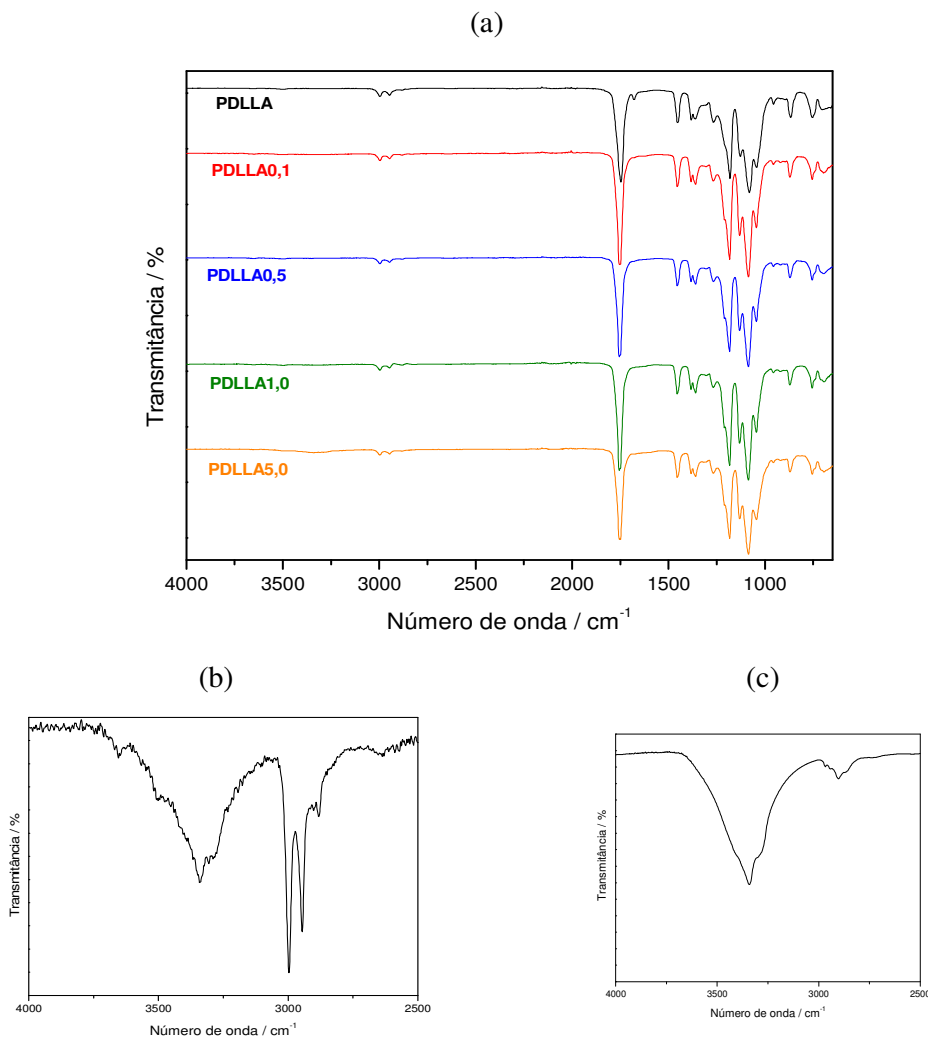 (a)
PDLLA
PDLLA0,1
PDLLA0,5
PDLLA1,0
PDLLA5,0
Transmitância / %
4000 3500 3000 2500 2000 1500 1000
Número de onda / cm⁻¹
(b) (c)
Transmitância / %
4000 3500 3000 2500
Número de onda / cm⁻¹
Transmitância / %
4000 3500 3000 2500
Número de onda / cm⁻¹